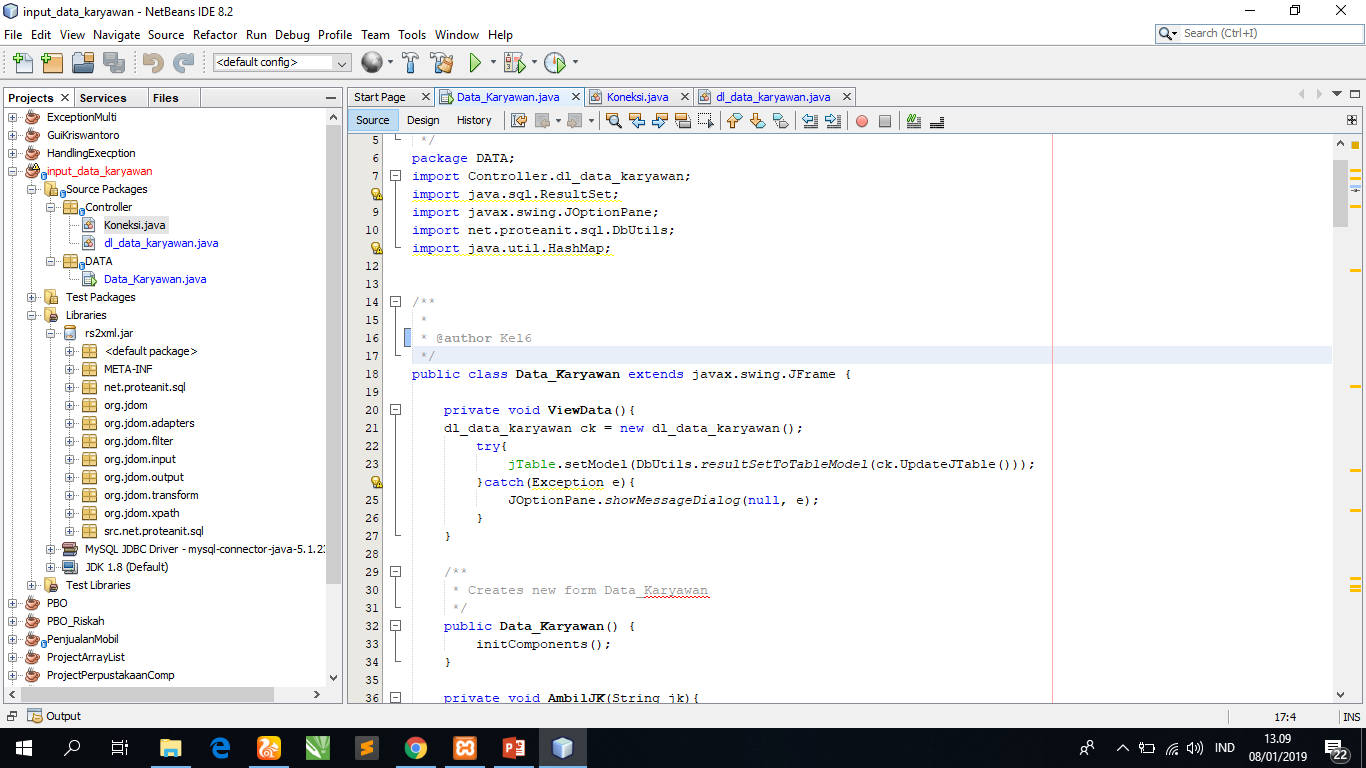 input_data_karyawan - NetBeans IDE 8.2
File Edit View Navigate Source Refactor Run Debug Profile Team Tools Window Help
Search (Ctrl+I)
<default config>
Projects Services Files
ExceptionMulti
GuiKriswantoro
HandlingExecption
input_data_karyawan
Source Packages
Controller
Koneksi.java
dl_data_karyawan.java
DATA
Data_Karyawan.java
Test Packages
Libraries
rs2xml.jar
<default package>
META-INF
net.proteanit.sql
org.jdom
org.jdom.adapters
org.jdom.filter
org.jdom.input
org.jdom.output
org.jdom.transform
org.jdom.xpath
src.net.proteanit.sql
MySQL JDBC Driver - mysql-connector-java-5.1.23
JDK 1.8 (Default)
Test Libraries
PBO
PBO_Riskah
PenjualanMobil
ProjectArrayList
ProjectPerpustakaanComp
Start Page Data_Karyawan.java Koneksi.java dl_data_karyawan.java
Source Design History
5 */
6 package DATA;
7 import Controller.dl_data_karyawan;
import java.sql.ResultSet;
9 import javax.swing.JOptionPane;
10 import net.proteanit.sql.DbUtils;
import java.util.HashMap;
12
13
14 /**
15 *
16 * @author Kel6
17 */
18 public class Data_Karyawan extends javax.swing.JFrame {
19
20 private void ViewData(){
21 dl_data_karyawan ck = new dl_data_karyawan();
22 try{
23 jTable.setModel(DbUtils.resultSetToTableModel(ck.UpdateJTable()));
}catch(Exception e){
25 JOptionPane.showMessageDialog(null, e);
26 }
27 }
28
29 /**
30 * Creates new form Data_Karyawan
31 */
32 public Data_Karyawan() {
33 initComponents();
34 }
35
36 private void AmbilJK(String jk){
Output
17:4 INS
IND
13.09
08/01/2019
22